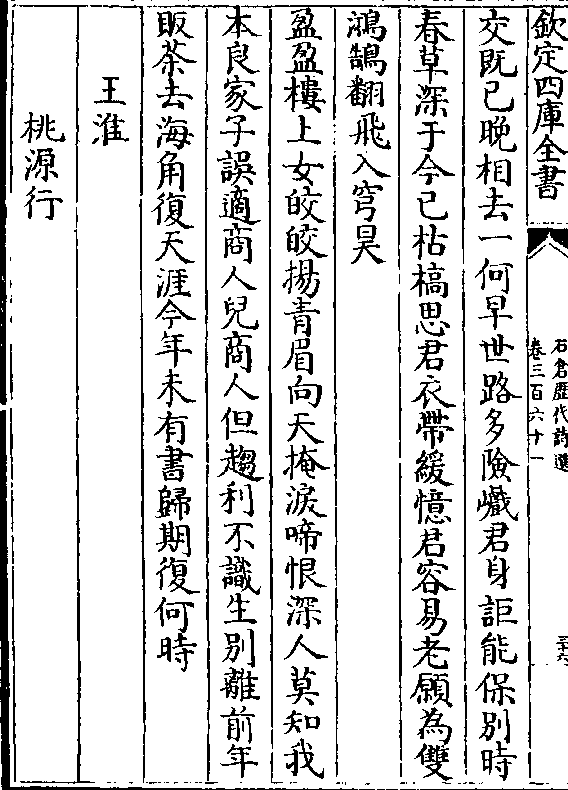 欽定四庫全書
石倉歷代詩選
卷三百六十一
交既已晚相去一何早世路多險巇君身詎能保別時
春草深于今已枯槁思君衣帶緩憶君容易老願為雙
鴻鵠翻飛入穹昊
盈盈樓上女皎皎揚青眉向天掩淚啼恨深人莫知我
本良家子誤適商人兒商人但趨利不識生別離前年
販茶去海角復天涯今年未有書歸期復何時
王淮
桃源行